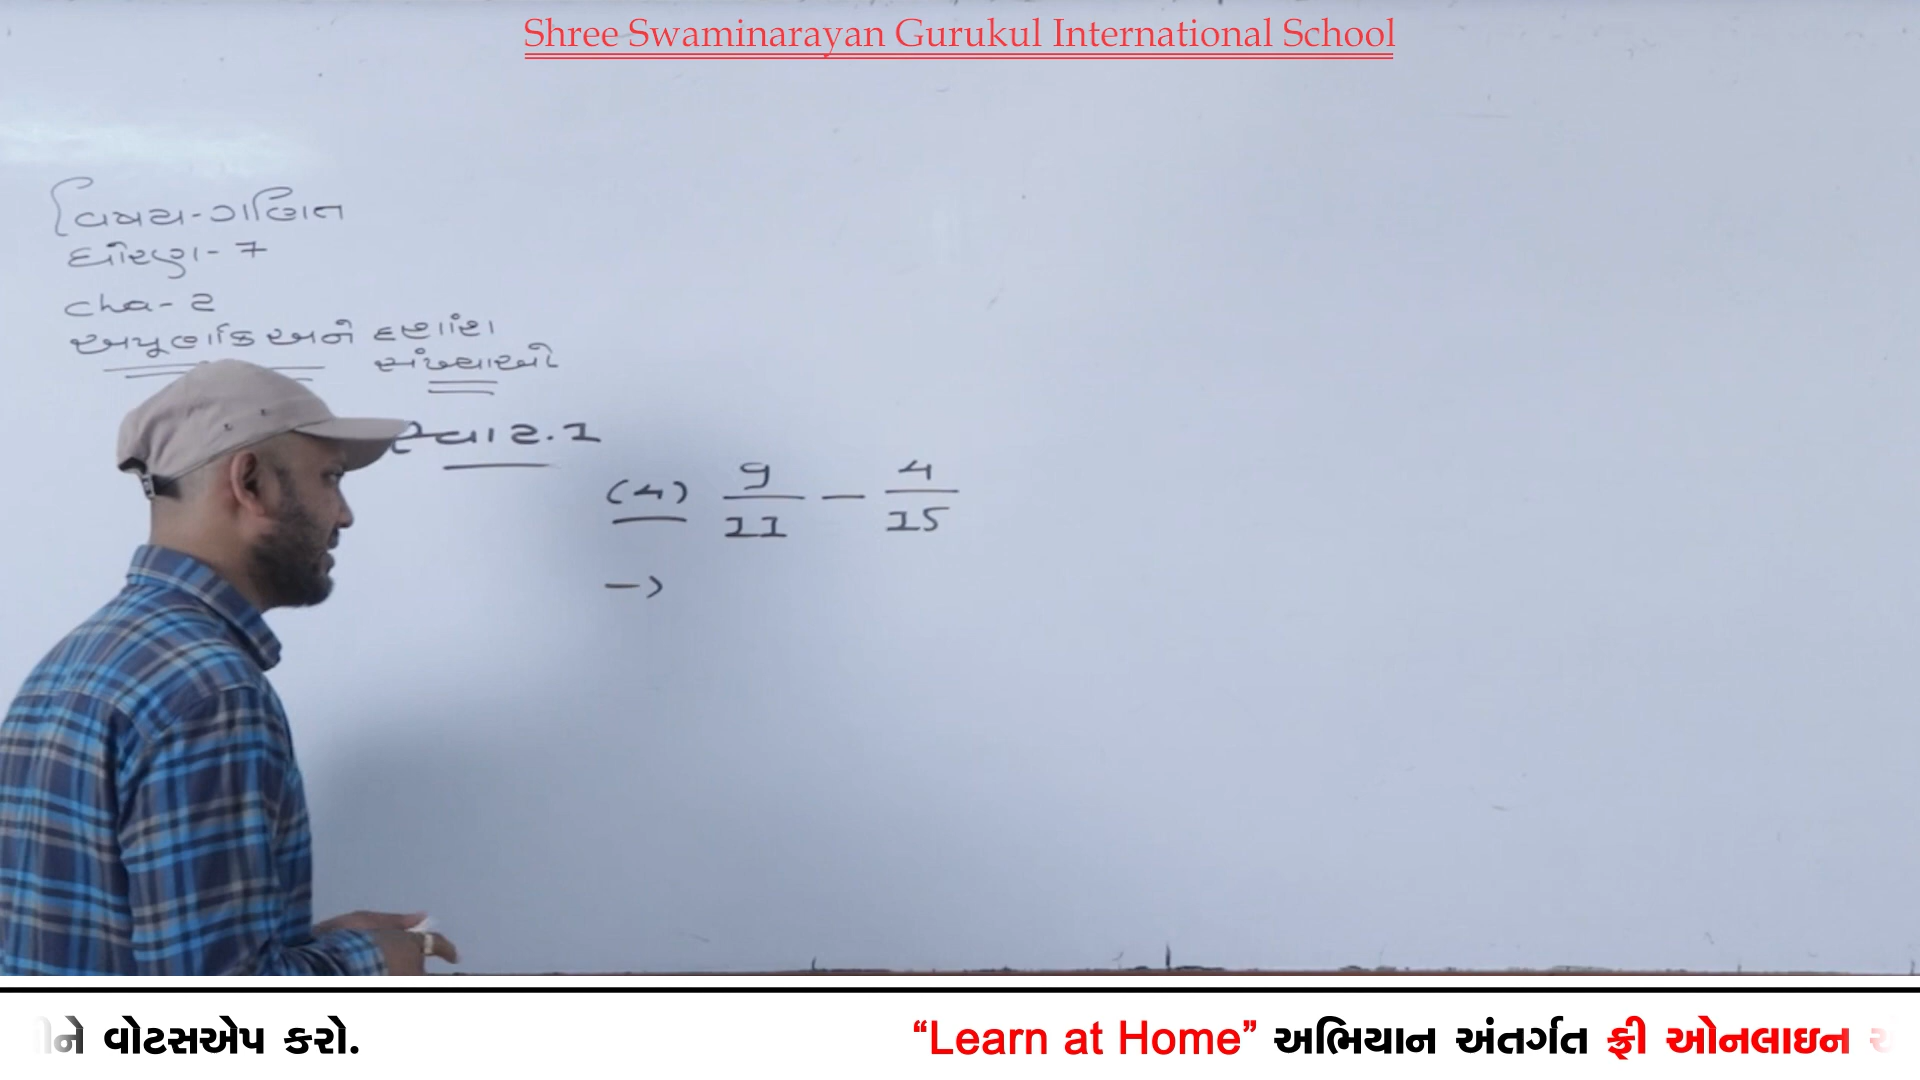 Shree Swaminarayan Gurukul International School
વિષય-ગણિત
ધોરણ-7
cha-2
અપૂર્ણાંક અને દશાંશ
સંખ્યાઓ
2.1
(4) 9/11 - 4/15
->
ને વોટસએપ કરો. “Learn at Home” અભિયાન અંતર્ગત ફ્રી ઓનલાઇન